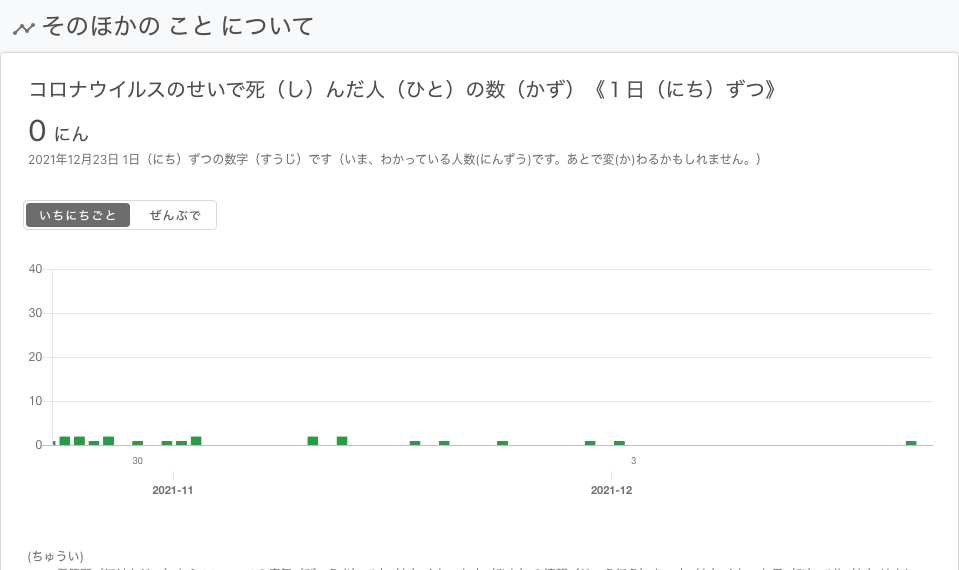 そのほかの こと について
コロナウイルスのせいで死（し）んだ人（ひと）の数（かず）《１日（にち）ずつ》
0 にん
2021年12月23日 1日（にち）ずつの数字（すうじ）です（いま、わかっている人数(にんずう)です。あとで変(か)わるかもしれません。）
いちにちごと ぜんぶで
40
30
20
10
0
30 3
2021-11 2021-12
(ちゅうい)